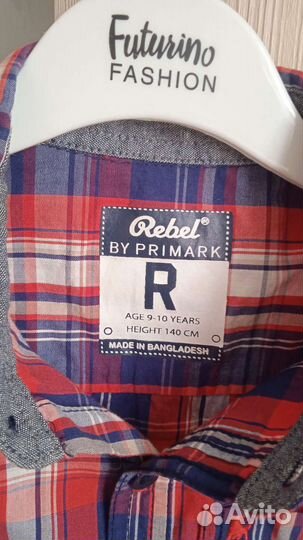 Futurino
FASHION
Rebel®
BY PRIMARK
R
AGE 9-10 YEARS
HEIGHT 140 CM
MADE IN BANGLADESH
Avito